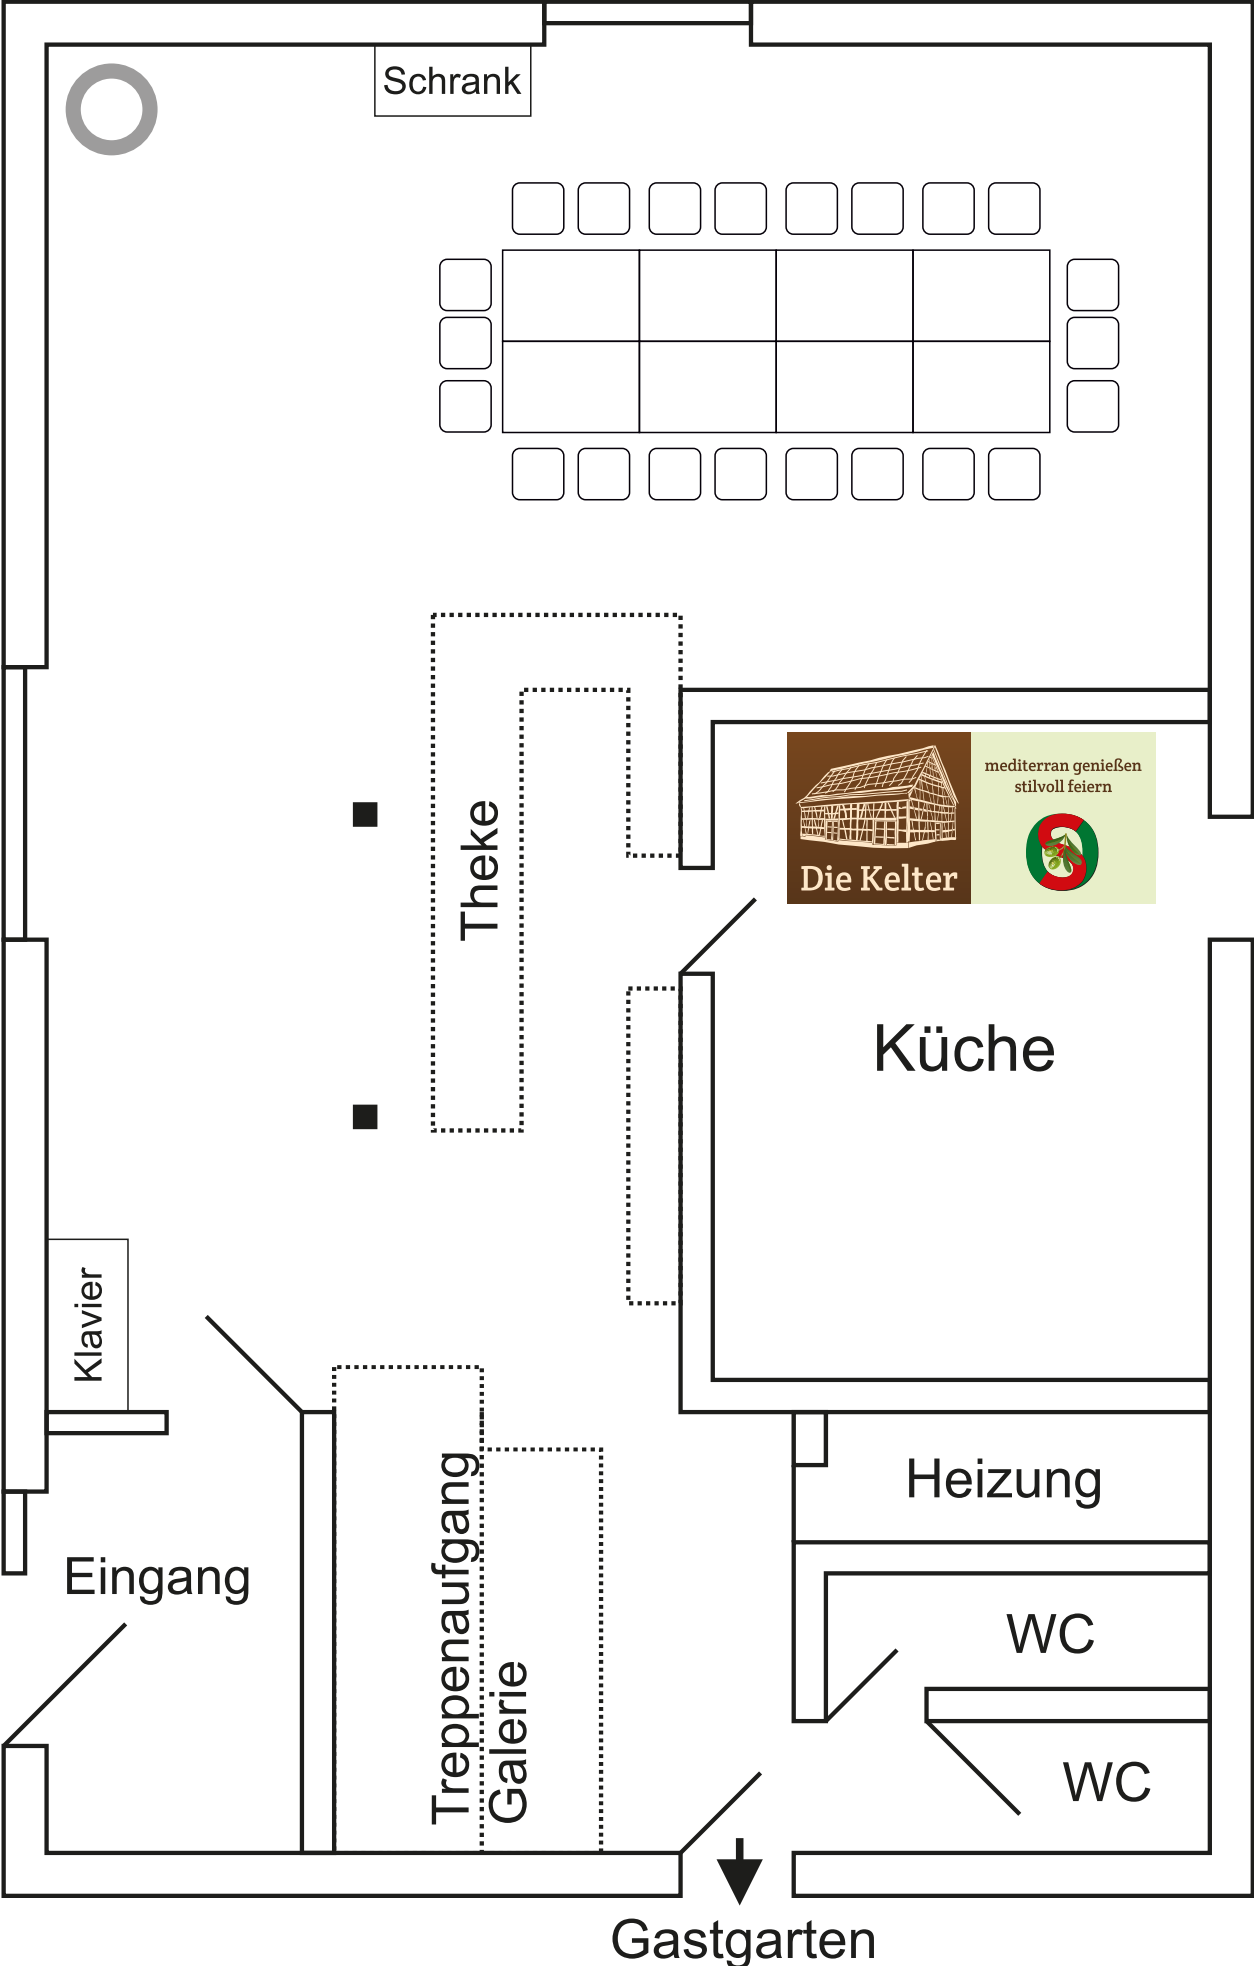 Schrank
mediterran genießen
stilvoll feiern
Die Kelter
Theke
Küche
Klavier
Heizung
Eingang
Treppenaufgang
Galerie
WC
WC
Gastgarten